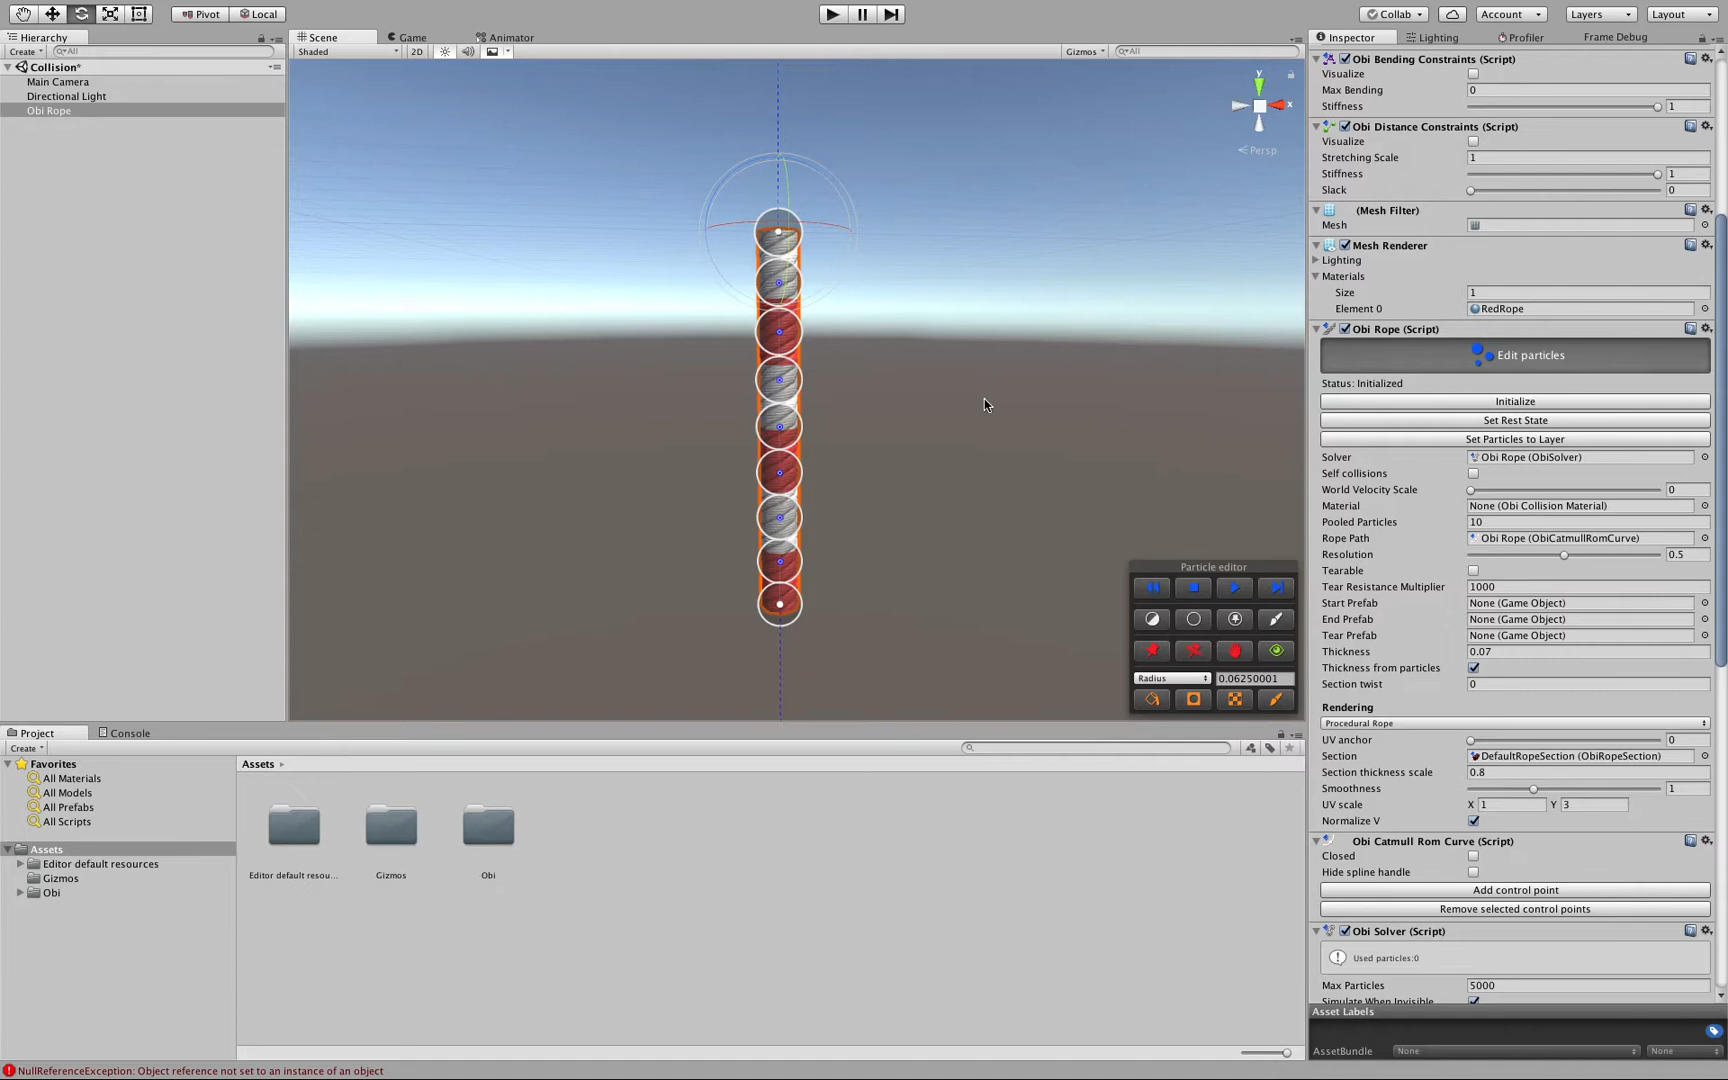 Pivot
Local
Collab
Account
Layers
Layout
Hierarchy
Scene
Game
Animator
Inspector
Lighting
Profiler
Frame Debug
Create
All
Shaded
2D
Gizmos
All
Collision*
Main Camera
Directional Light
Obi Rope
y
x
Persp
Obi Bending Constraints (Script)
Visualize
Max Bending 0
Stiffness 1
Obi Distance Constraints (Script)
Visualize
Stretching Scale 1
Stiffness 1
Slack 0
(Mesh Filter)
Mesh
Mesh Renderer
Lighting
Materials
Size 1
Element 0 RedRope
Obi Rope (Script)
Edit particles
Status: Initialized
Initialize
Set Rest State
Set Particles to Layer
Solver Obi Rope (ObiSolver)
Self collisions
World Velocity Scale 0
Material None (Obi Collision Material)
Pooled Particles 10
Rope Path Obi Rope (ObiCatmullRomCurve)
Resolution 0.5
Tearable
Tear Resistance Multiplier 1000
Start Prefab None (Game Object)
End Prefab None (Game Object)
Tear Prefab None (Game Object)
Thickness 0.07
Thickness from particles
Section twist 0
Rendering
Procedural Rope
UV anchor 0
Section DefaultRopeSection (ObiRopeSection)
Section thickness scale 0.8
Smoothness 1
UV scale X 1 Y 3
Normalize V
Obi Catmull Rom Curve (Script)
Closed
Hide spline handle
Add control point
Remove selected control points
Obi Solver (Script)
Used particles:0
Max Particles 5000
Simulate When Invisible
Asset Labels
AssetBundle None None
Particle editor
Radius 0.06250001
Project
Console
Create
Favorites
All Materials
All Models
All Prefabs
All Scripts
Assets
Editor default resources
Gizmos
Obi
Assets
Editor default resou...
Gizmos
Obi
NullReferenceException: Object reference not set to an instance of an object